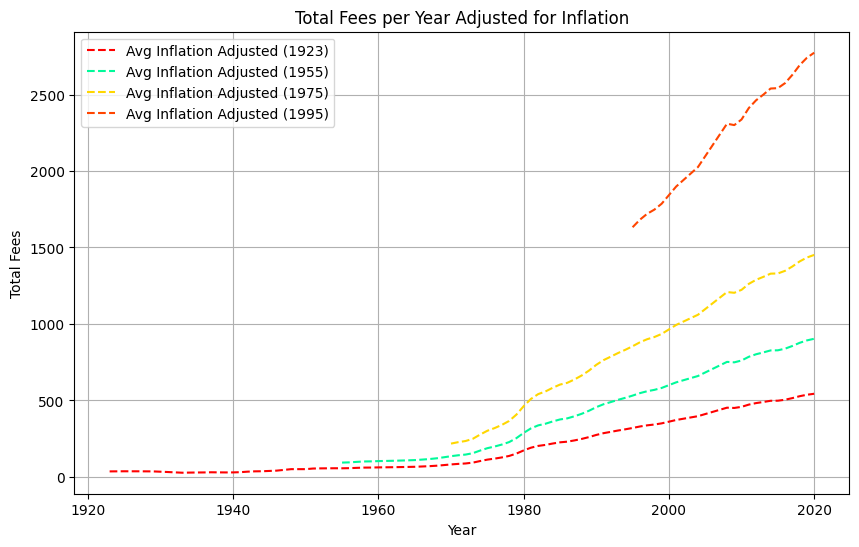 Total Fees per Year Adjusted for Inflation
Avg Inflation Adjusted (1923)
Avg Inflation Adjusted (1955)
Avg Inflation Adjusted (1975)
Avg Inflation Adjusted (1995)
Total Fees
2500
2000
1500
1000
500
0
1920 1940 1960 1980 2000 2020
Year